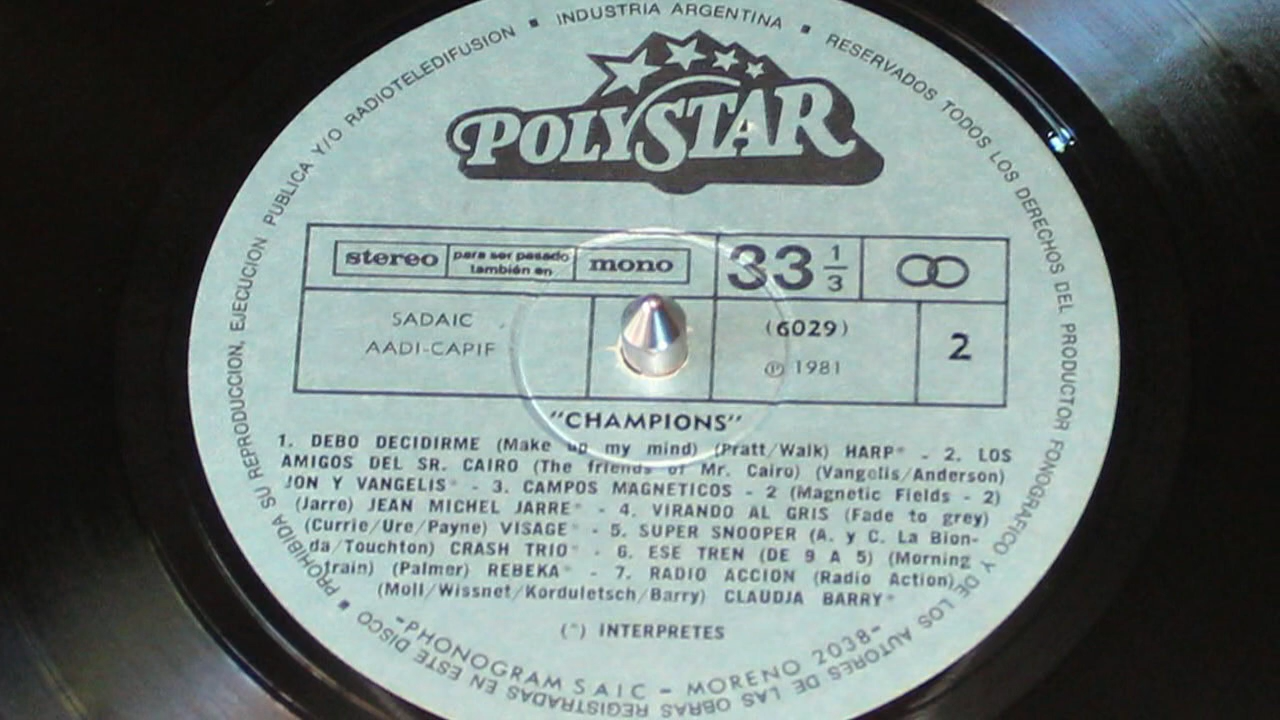 INDUSTRIA ARGENTINA ▪ RESERVADOS TODOS LOS DERECHOS DEL PRODUCTOR FONOGRAFICO Y DE LOS AUTORES DE LAS OBRAS REGISTRADAS EN ESTE DISCO ▪ PROHIBIDA SU REPRODUCCION, EJECUCION PUBLICA Y/O RADIOTELEDIFUSION ▪
POLYSTAR
stereo
para ser pasado
también en
mono
33 1/3
SADAIC
AADI-CAPIF
(6029)
℗ 1981
2
"CHAMPIONS"
1. DEBO DECIDIRME (Make up my mind) (Pratt/Walk) HARP* - 2. LOS
AMIGOS DEL SR. CAIRO (The friends of Mr. Cairo) (Vangelis/Anderson)
JON Y VANGELIS* - 3. CAMPOS MAGNETICOS - 2 (Magnetic Fields - 2)
(Jarre) JEAN MICHEL JARRE* - 4. VIRANDO AL GRIS (Fade to grey)
(Currie/Ure/Payne) VISAGE* - 5. SUPER SNOOPER (A. y C. La Bion-
da/Touchton) CRASH TRIO* - 6. ESE TREN (DE 9 A 5) (Morning
train) (Palmer) REBEKA* - 7. RADIO ACCION (Radio Action)
(Moll/Wissnet/Korduletsch/Barry) CLAUDJA BARRY*
(*) INTERPRETES
-PHONOGRAM SAIC - MORENO 2038-